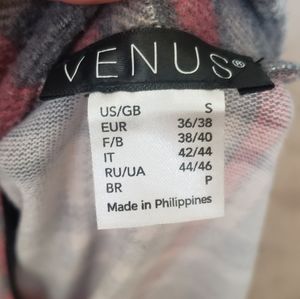 VENUS®
US/GB S
EUR 36/38
F/B 38/40
IT 42/44
RU/UA 44/46
BR P
Made in Philippines